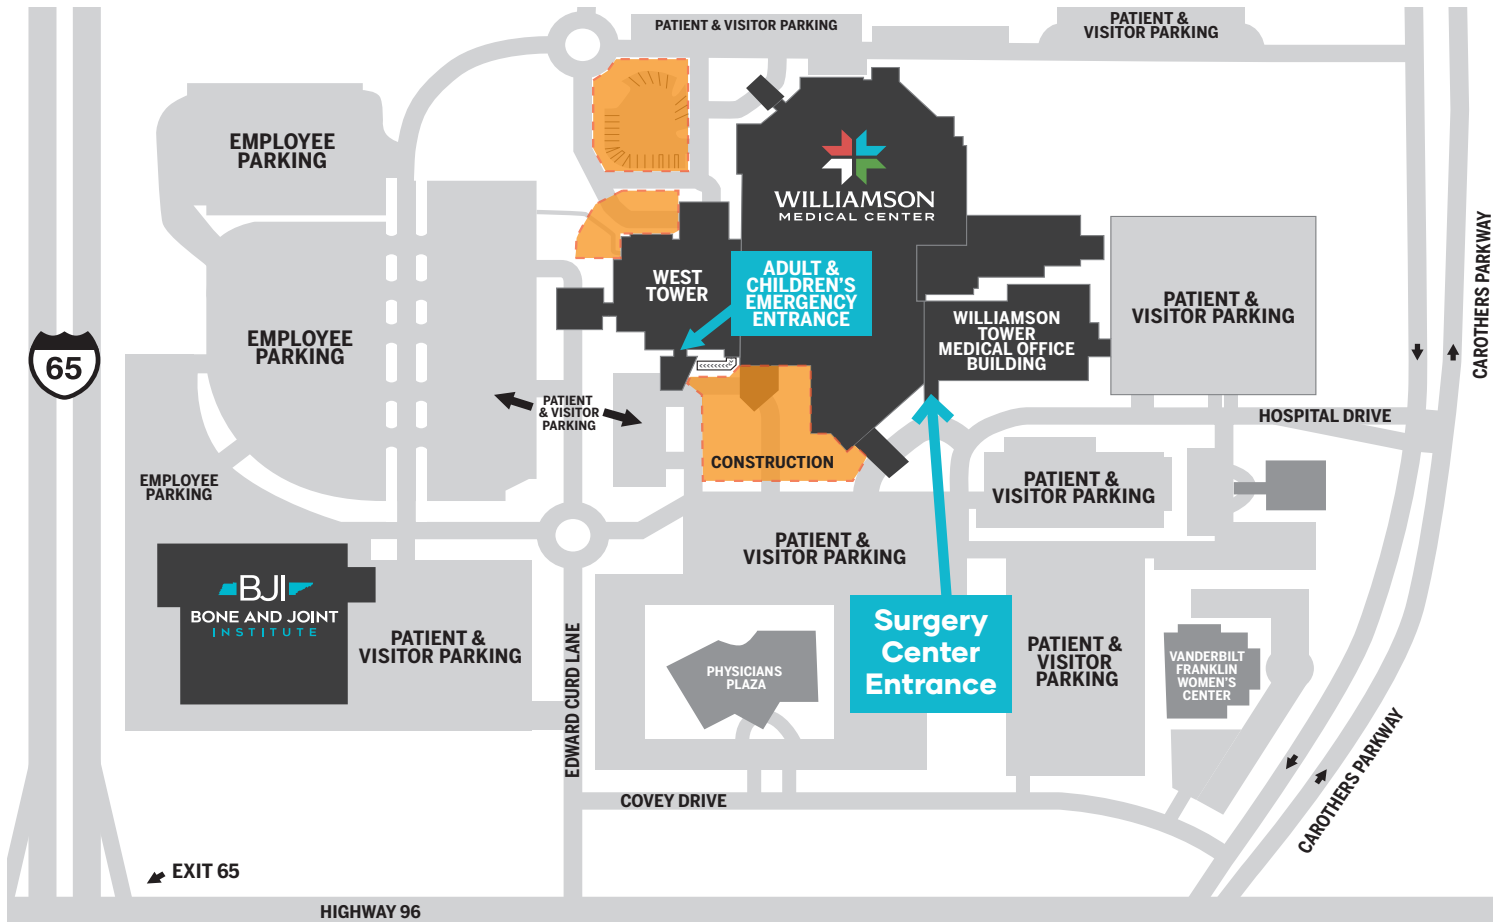 PATIENT & VISITOR PARKING
PATIENT &
VISITOR PARKING
EMPLOYEE
PARKING
WILLIAMSON
MEDICAL CENTER
CAROTHERS PARKWAY
WEST
TOWER
ADULT &
CHILDREN'S
EMERGENCY
ENTRANCE
PATIENT &
VISITOR PARKING
WILLIAMSON
TOWER
MEDICAL OFFICE
BUILDING
EMPLOYEE
PARKING
65
PATIENT
& VISITOR
PARKING
HOSPITAL DRIVE
CONSTRUCTION
EMPLOYEE
PARKING
PATIENT &
VISITOR PARKING
PATIENT &
VISITOR PARKING
BJI
BONE AND JOINT
INSTITUTE
PATIENT &
VISITOR PARKING
EDWARD CURD LANE
PHYSICIANS
PLAZA
Surgery
Center
Entrance
PATIENT &
VISITOR
PARKING
VANDERBILT
FRANKLIN
WOMEN'S
CENTER
CAROTHERS PARKWAY
COVEY DRIVE
EXIT 65
HIGHWAY 96